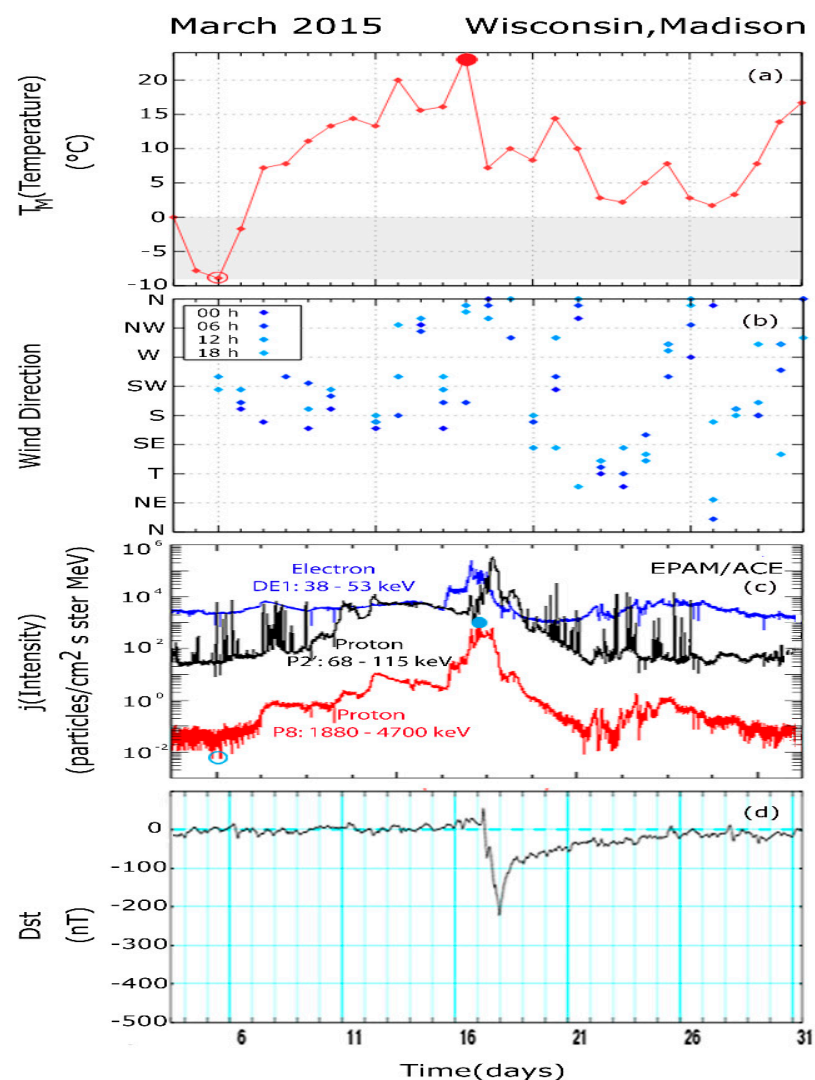 March 2015 Wisconsin,Madison
(a)
20
15
10
5
0
-5
-10
T_M(Temperature)
(ºC)
N
NW
W
SW
S
SE
T
NE
N
Wind Direction
(b)
00 h
06 h
12 h
18 h
10^6
10^4
10^2
10^0
10^-2
j(Intensity)
(particles/cm^2 s ster MeV)
Electron
DE1: 38 - 53 keV
EPAM/ACE
(c)
Proton
P2': 68 - 115 keV
Proton
P8: 1880 - 4700 keV
(d)
0
-100
-200
-300
-400
-500
Dst
(nT)
6 11 16 21 26 31
Time(days)